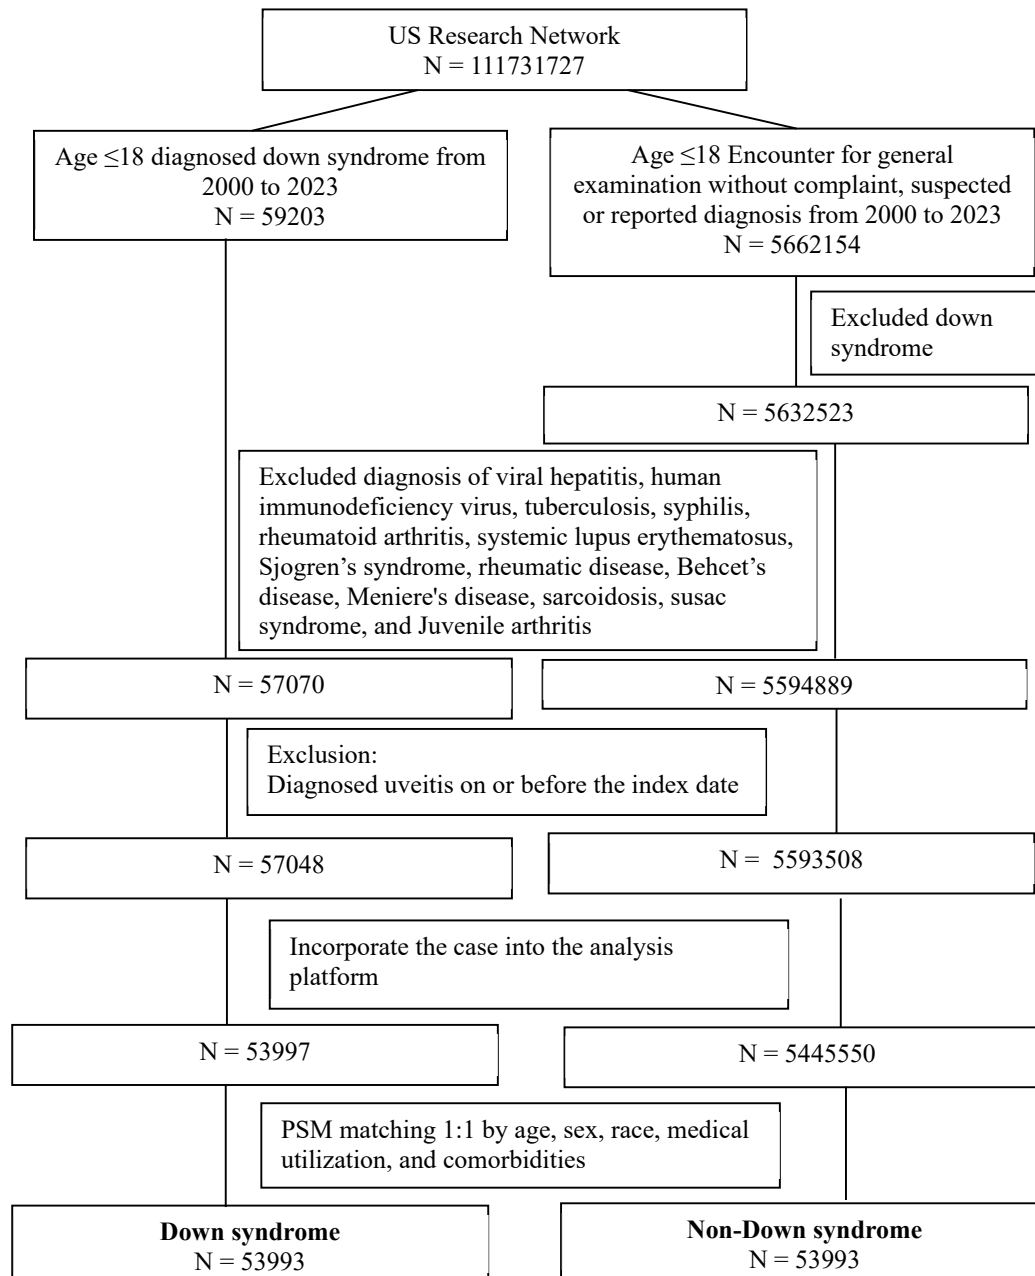 US Research Network
N = 111731727
Age ≤18 diagnosed down syndrome from
2000 to 2023
N = 59203
Age ≤18 Encounter for general
examination without complaint, suspected
or reported diagnosis from 2000 to 2023
N = 5662154
Excluded down
syndrome
N = 5632523
Excluded diagnosis of viral hepatitis, human
immunodeficiency virus, tuberculosis, syphilis,
rheumatoid arthritis, systemic lupus erythematosus,
Sjogren’s syndrome, rheumatic disease, Behcet’s
disease, Meniere's disease, sarcoidosis, susac
syndrome, and Juvenile arthritis
N = 57070
N = 5594889
Exclusion:
Diagnosed uveitis on or before the index date
N = 57048
N =  5593508
Incorporate the case into the analysis
platform
N = 53997
N = 5445550
PSM matching 1:1 by age, sex, race, medical
utilization, and comorbidities
Down syndrome
N = 53993
Non-Down syndrome
N = 53993